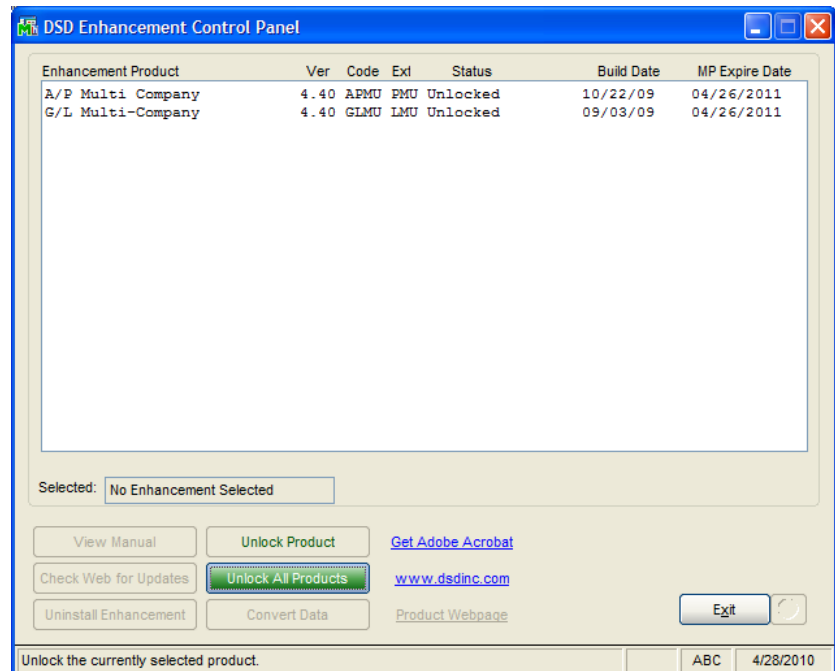 DSD Enhancement Control Panel
Enhancement Product Ver Code Ext Status Build Date MP Expire Date
A/P Multi Company 4.40 APMU PMU Unlocked 10/22/09 04/26/2011
G/L Multi-Company 4.40 GLMU LMU Unlocked 09/03/09 04/26/2011
Selected: No Enhancement Selected
View Manual Unlock Product Get Adobe Acrobat
Check Web for Updates Unlock All Products www.dsdinc.com
Uninstall Enhancement Convert Data Product Webpage Exit
Unlock the currently selected product. ABC 4/28/2010